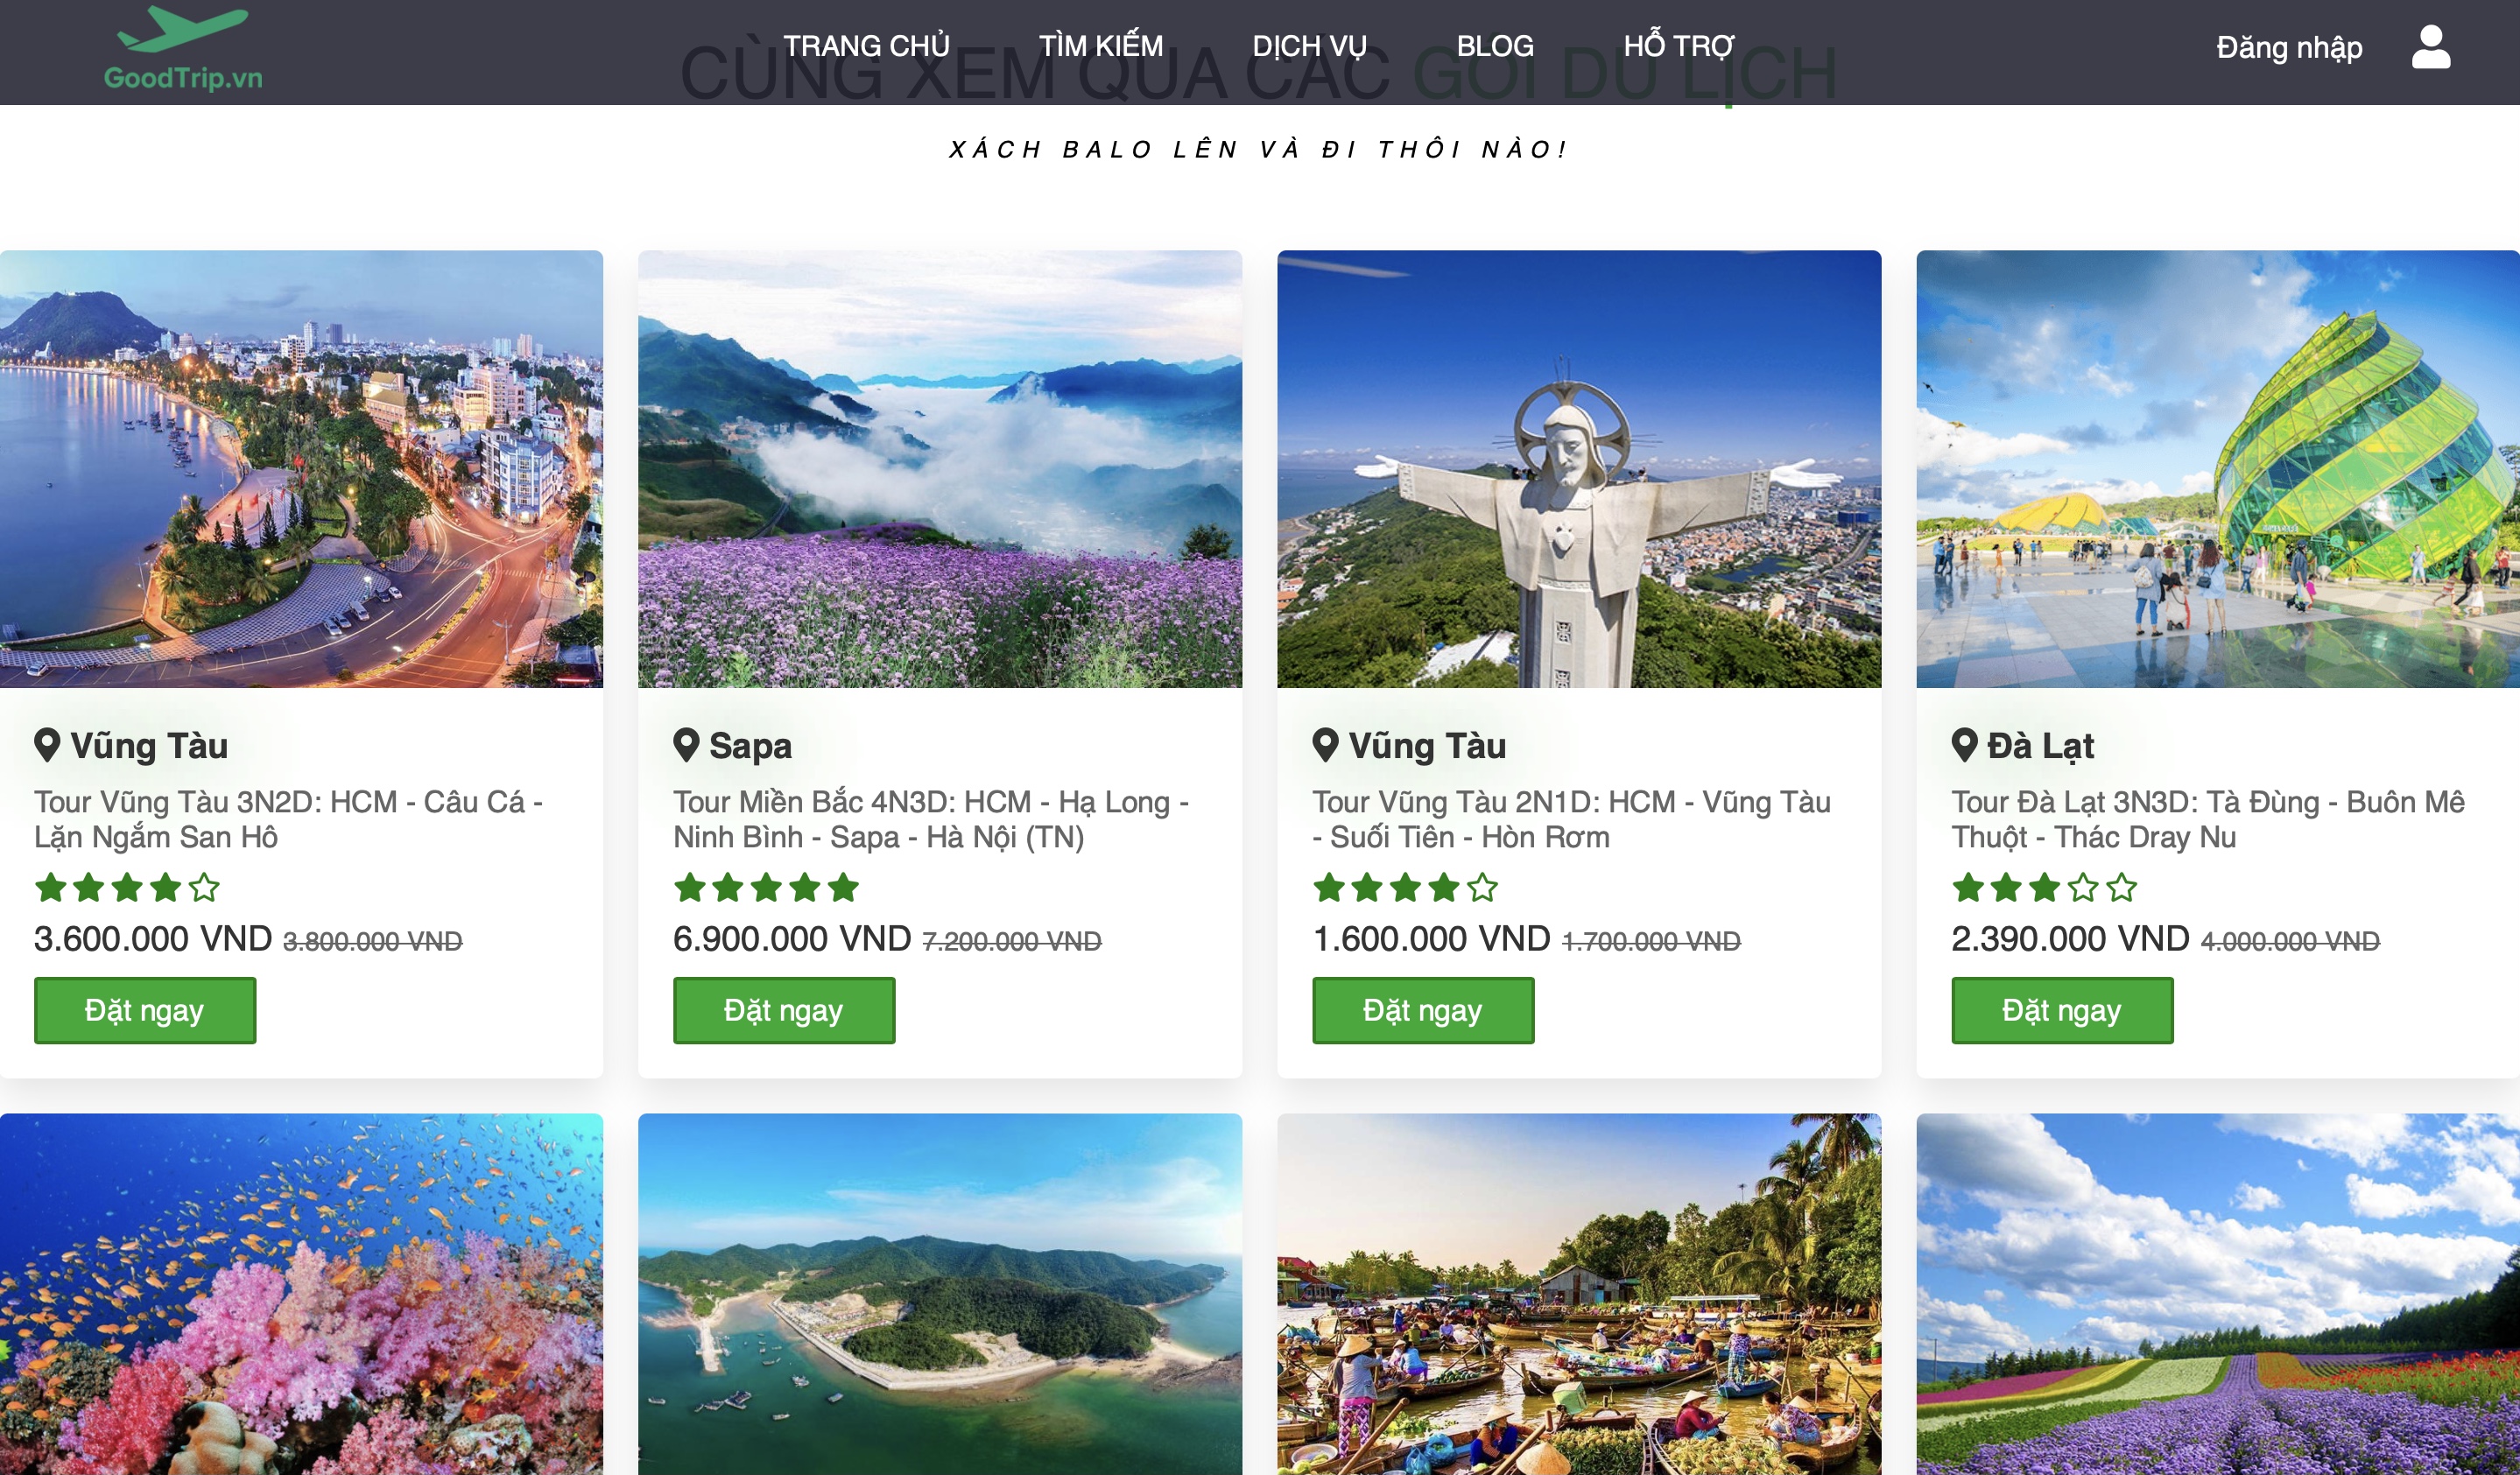 GoodTrip.vn
TRANG CHỦ
TÌM KIẾM
DỊCH VỤ
BLOG
HỖ TRỢ
Đăng nhập
CÙNG XEM QUA CÁC GÓI DU LỊCH
XÁCH BALO LÊN VÀ ĐI THÔI NÀO!
Vũng Tàu
Tour Vũng Tàu 3N2D: HCM - Câu Cá -
Lặn Ngắm San Hô
3.600.000 VND 3.800.000 VND
Đặt ngay
Sapa
Tour Miền Bắc 4N3D: HCM - Hạ Long -
Ninh Bình - Sapa - Hà Nội (TN)
6.900.000 VND 7.200.000 VND
Đặt ngay
Vũng Tàu
Tour Vũng Tàu 2N1D: HCM - Vũng Tàu
- Suối Tiên - Hòn Rơm
1.600.000 VND 1.700.000 VND
Đặt ngay
Đà Lạt
Tour Đà Lạt 3N3D: Tà Đùng - Buôn Mê
Thuột - Thác Dray Nu
2.390.000 VND 4.000.000 VND
Đặt ngay